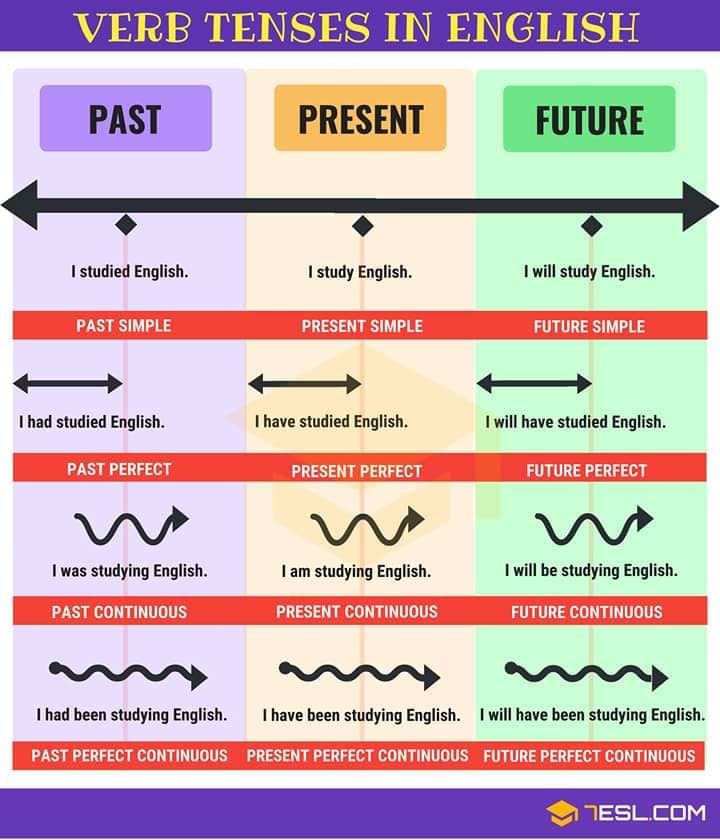 VERB TENSES IN ENGLISH
PAST PRESENT FUTURE
I studied English. I study English. I will study English.
PAST SIMPLE PRESENT SIMPLE FUTURE SIMPLE
I had studied English. I have studied English. I will have studied English.
PAST PERFECT PRESENT PERFECT FUTURE PERFECT
I was studying English. I am studying English. I will be studying English.
PAST CONTINUOUS PRESENT CONTINUOUS FUTURE CONTINUOUS
I had been studying English. I have been studying English. I will have been studying English.
PAST PERFECT CONTINUOUS PRESENT PERFECT CONTINUOUS FUTURE PERFECT CONTINUOUS
7ESL.COM